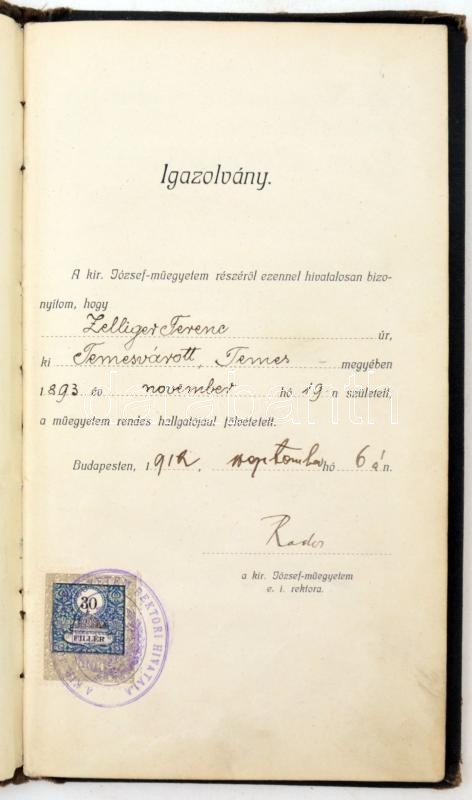 Igazolvány.
A kir. József-műegyetem részéről ezennel hivatalosan bizo-
nyítom, hogy
Zelliger Ferenc úr,
ki Temesvárott, Temes – megyében
1893 év november hó 19 n született,
a műegyetem rendes hallgatójául fölvétetett.
Budapesten, 1912. szeptember hó 6 án.
Rados
a kir. József-műegyetem
e. i. rektora.
30
FILLÉR
REKTORI HIVATALA